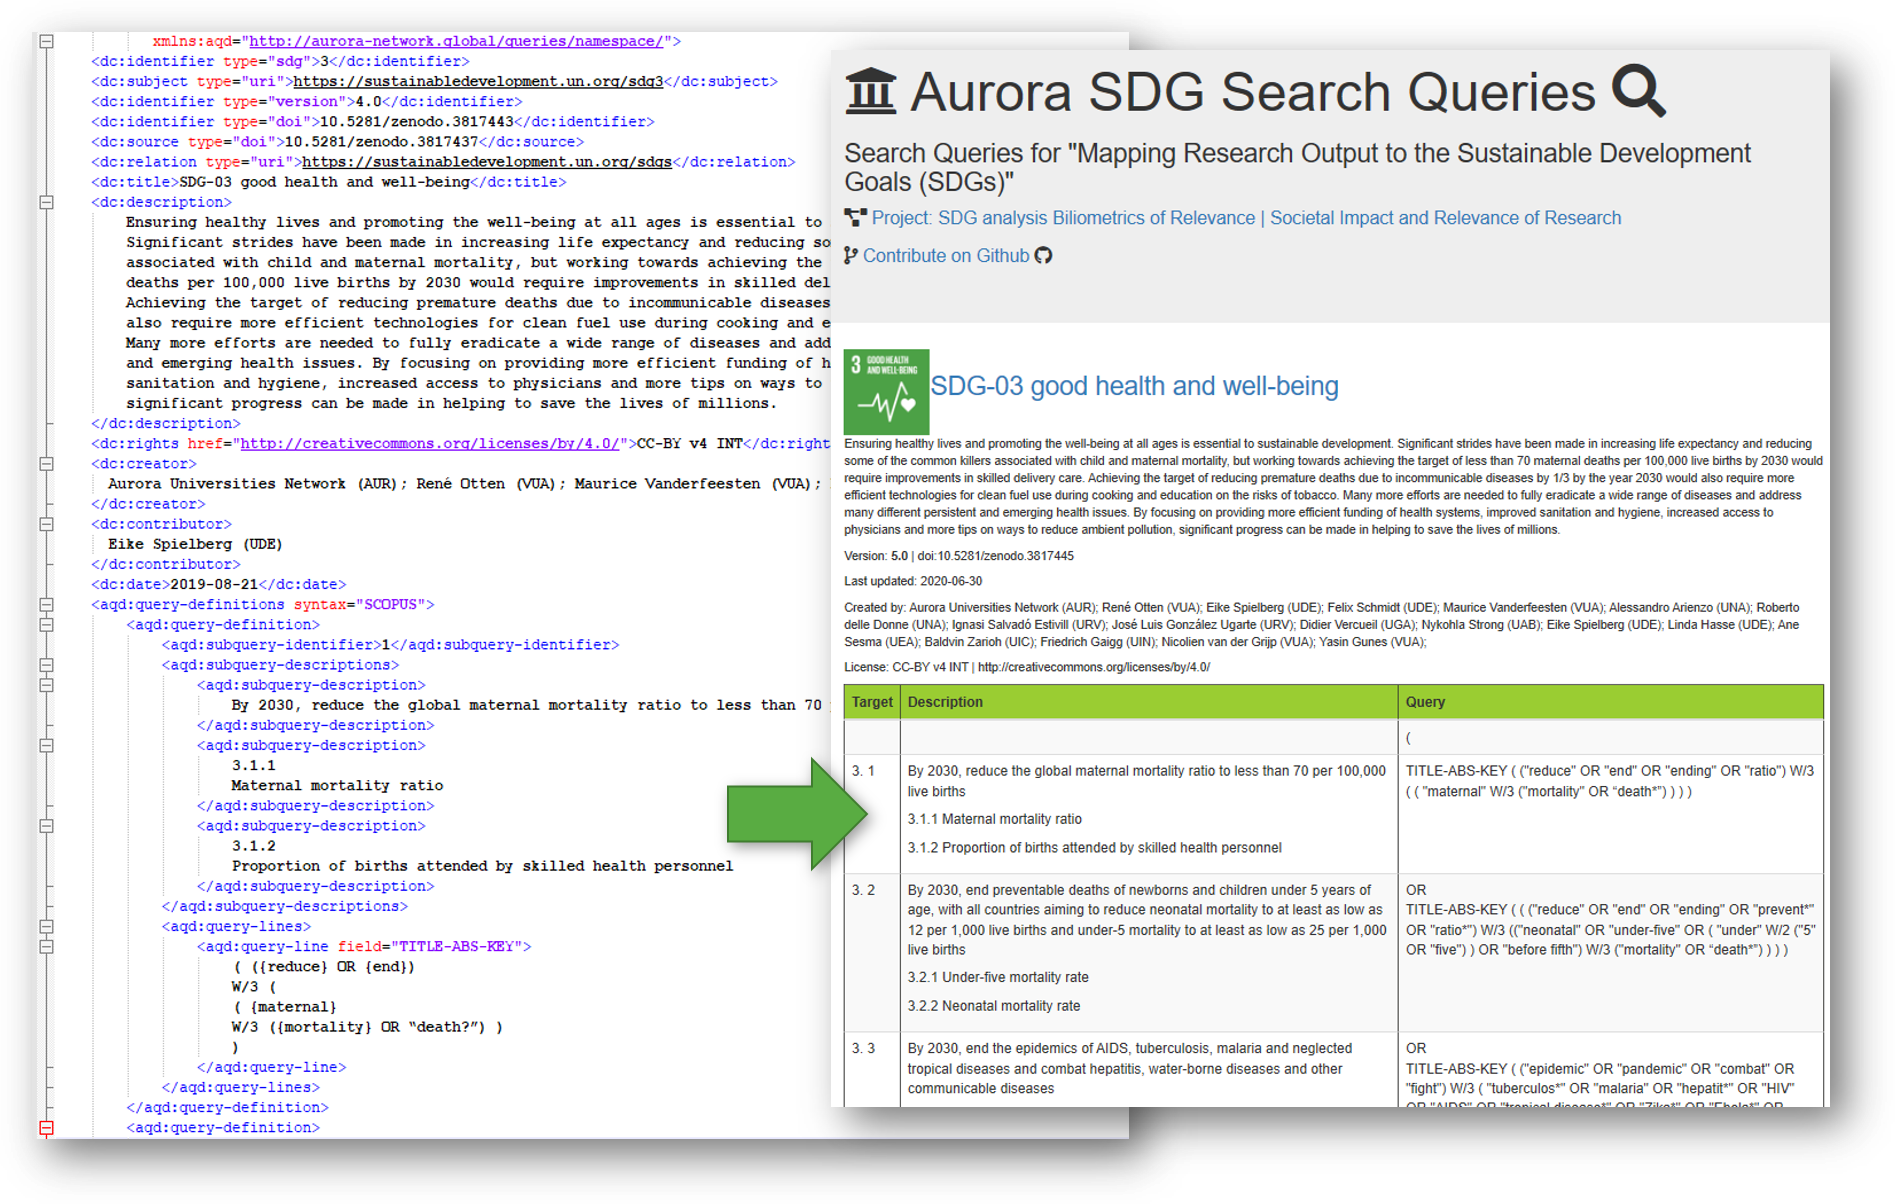 xmlns:aqd="http://aurora-network.global/queries/namespace/">
<dc:identifier type="sdg">3</dc:identifier>
<dc:subject type="uri">https://sustainabledevelopment.un.org/sdg3</dc:subject>
<dc:identifier type="version">4.0</dc:identifier>
<dc:identifier type="doi">10.5281/zenodo.3817443</dc:identifier>
<dc:source type="doi">10.5281/zenodo.3817437</dc:source>
<dc:relation type="uri">https://sustainabledevelopment.un.org/sdgs</dc:relation>
<dc:title>SDG-03 good health and well-being</dc:title>
<dc:description>
Ensuring healthy lives and promoting the well-being at all ages is essential to
Significant strides have been made in increasing life expectancy and reducing so
associated with child and maternal mortality, but working towards achieving the
deaths per 100,000 live births by 2030 would require improvements in skilled del
Achieving the target of reducing premature deaths due to incommunicable diseases
also require more efficient technologies for clean fuel use during cooking and e
Many more efforts are needed to fully eradicate a wide range of diseases and add
and emerging health issues. By focusing on providing more efficient funding of h
sanitation and hygiene, increased access to physicians and more tips on ways to
significant progress can be made in helping to save the lives of millions.
</dc:description>
<dc:rights href="http://creativecommons.org/licenses/by/4.0/">CC-BY v4 INT</dc:right
<dc:creator>
Aurora Universities Network (AUR); René Otten (VUA); Maurice Vanderfeesten (VUA);
</dc:creator>
<dc:contributor>
Eike Spielberg (UDE)
</dc:contributor>
<dc:date>2019-08-21</dc:date>
<aqd:query-definitions syntax="SCOPUS">
<aqd:query-definition>
<aqd:subquery-identifier>1</aqd:subquery-identifier>
<aqd:subquery-descriptions>
<aqd:subquery-description>
By 2030, reduce the global maternal mortality ratio to less than 70
</aqd:subquery-description>
<aqd:subquery-description>
3.1.1
Maternal mortality ratio
</aqd:subquery-description>
<aqd:subquery-description>
3.1.2
Proportion of births attended by skilled health personnel
</aqd:subquery-description>
</aqd:subquery-descriptions>
<aqd:query-lines>
<aqd:query-line field="TITLE-ABS-KEY">
( ({reduce} OR {end})
W/3 (
( {maternal}
W/3 ({mortality} OR “death?”) )
)
</aqd:query-line>
</aqd:query-lines>
</aqd:query-definition>
<aqd:query-definition>
Aurora SDG Search Queries
Search Queries for "Mapping Research Output to the Sustainable Development
Goals (SDGs)"
Project: SDG analysis Biliometrics of Relevance | Societal Impact and Relevance of Research
Contribute on Github
3 GOOD HEALTH
AND WELL-BEING
SDG-03 good health and well-being
Ensuring healthy lives and promoting the well-being at all ages is essential to sustainable development. Significant strides have been made in increasing life expectancy and reducing
some of the common killers associated with child and maternal mortality, but working towards achieving the target of less than 70 maternal deaths per 100,000 live births by 2030 would
require improvements in skilled delivery care. Achieving the target of reducing premature deaths due to incommunicable diseases by 1/3 by the year 2030 would also require more
efficient technologies for clean fuel use during cooking and education on the risks of tobacco. Many more efforts are needed to fully eradicate a wide range of diseases and address
many different persistent and emerging health issues. By focusing on providing more efficient funding of health systems, improved sanitation and hygiene, increased access to
physicians and more tips on ways to reduce ambient pollution, significant progress can be made in helping to save the lives of millions.
Version: 5.0 | doi:10.5281/zenodo.3817445
Last updated: 2020-06-30
Created by: Aurora Universities Network (AUR); René Otten (VUA); Eike Spielberg (UDE); Felix Schmidt (UDE); Maurice Vanderfeesten (VUA); Alessandro Arienzo (UNA); Roberto
delle Donne (UNA); Ignasi Salvadó Estivill (URV); José Luis González Ugarte (URV); Didier Vercueil (UGA); Nykohla Strong (UAB); Eike Spielberg (UDE); Linda Hasse (UDE); Ane
Sesma (UEA); Baldvin Zarioh (UIC); Friedrich Gaigg (UIN); Nicolien van der Grijp (VUA); Yasin Gunes (VUA);
License: CC-BY v4 INT | http://creativecommons.org/licenses/by/4.0/
Target Description Query
(
3. 1 By 2030, reduce the global maternal mortality ratio to less than 70 per 100,000
live births
3.1.1 Maternal mortality ratio
3.1.2 Proportion of births attended by skilled health personnel
TITLE-ABS-KEY ( ("reduce" OR "end" OR "ending" OR "ratio") W/3
( ( "maternal" W/3 ("mortality" OR “death*”) ) ) )
3. 2 By 2030, end preventable deaths of newborns and children under 5 years of
age, with all countries aiming to reduce neonatal mortality to at least as low as
12 per 1,000 live births and under-5 mortality to at least as low as 25 per 1,000
live births
3.2.1 Under-five mortality rate
3.2.2 Neonatal mortality rate
OR
TITLE-ABS-KEY ( ( ("reduce" OR "end" OR "ending" OR "prevent*"
OR "ratio*") W/3 (("neonatal" OR "under-five" OR ( "under" W/2 ("5"
OR "five") ) OR "before fifth") W/3 ("mortality" OR “death*”) ) ) )
3. 3 By 2030, end the epidemics of AIDS, tuberculosis, malaria and neglected
tropical diseases and combat hepatitis, water-borne diseases and other
communicable diseases
OR
TITLE-ABS-KEY ( ("epidemic" OR "pandemic" OR "combat" OR
"fight") W/3 ( "tuberculos*" OR "malaria" OR "hepatit*" OR "HIV"
OR "AIDS" OR "tropical disease*" OR "Zika*" OR "Ebola*" OR